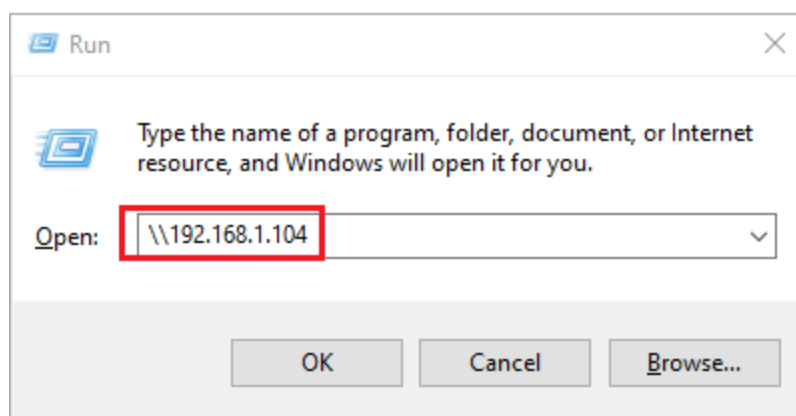 Run
Type the name of a program, folder, document, or Internet
resource, and Windows will open it for you.
Open: \\192.168.1.104
OK Cancel Browse...